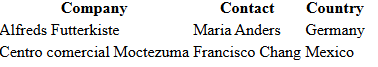 Company Contact Country
Alfreds Futterkiste Maria Anders Germany
Centro comercial Moctezuma Francisco Chang Mexico